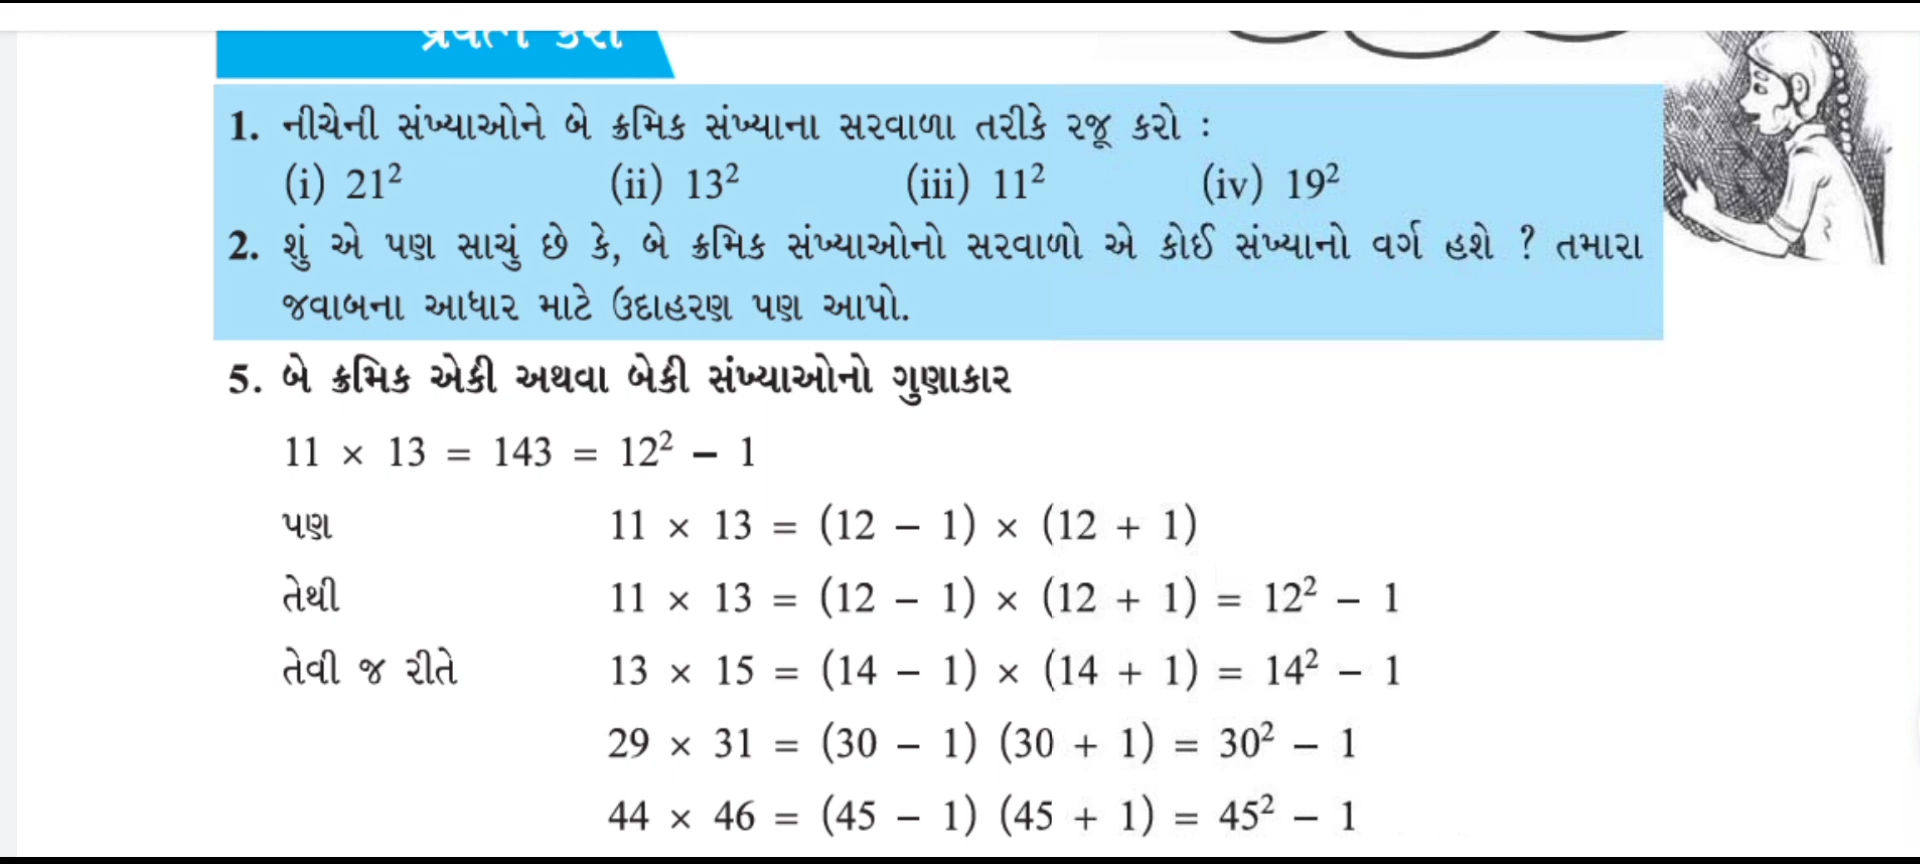 1. નીચેની સંખ્યાઓને બે ક્રમિક સંખ્યાના સરવાળા તરીકે રજૂ કરો :
(i) 21² (ii) 13² (iii) 11² (iv) 19²
2. શું એ પણ સાચું છે કે, બે ક્રમિક સંખ્યાઓનો સરવાળો એ કોઈ સંખ્યાનો વર્ગ હશે ? તમારા
જવાબના આધાર માટે ઉદાહરણ પણ આપો.
5. બે ક્રમિક એકી અથવા બેકી સંખ્યાઓનો ગુણાકાર
11 × 13 = 143 = 12² – 1
પણ 11 × 13 = (12 – 1) × (12 + 1)
તેથી 11 × 13 = (12 – 1) × (12 + 1) = 12² – 1
તેવી જ રીતે 13 × 15 = (14 – 1) × (14 + 1) = 14² – 1
29 × 31 = (30 – 1) (30 + 1) = 30² – 1
44 × 46 = (45 – 1) (45 + 1) = 45² – 1